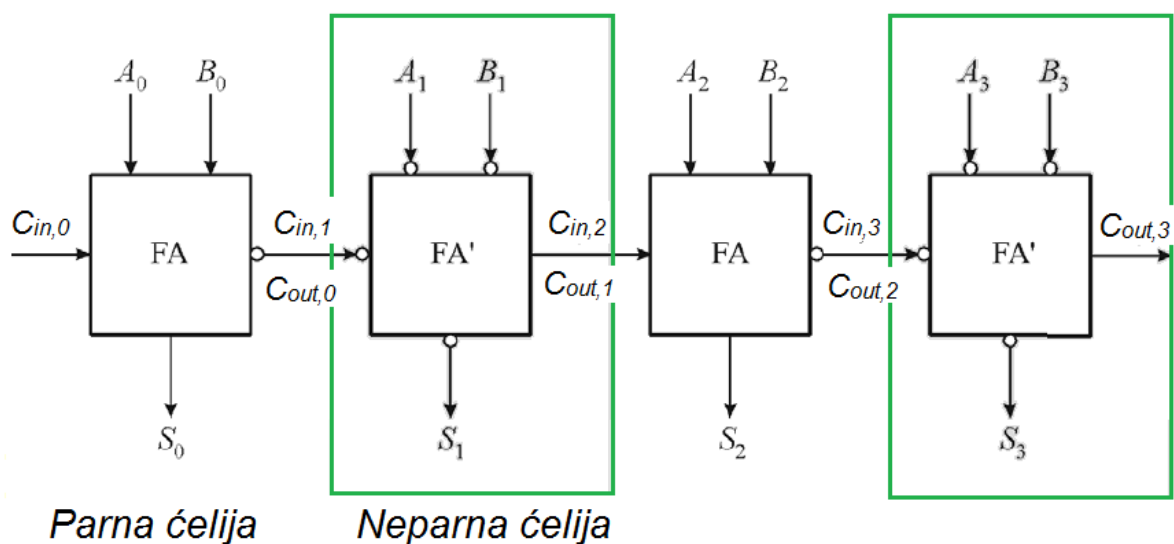 A₀ B₀ A₁ B₁ A₂ B₂ A₃ B₃
Cin,0 FA Cin,1 FA' Cin,2 FA Cin,3 FA' Cout,3
Cout,0 Cout,1 Cout,2
S₀ S₁ S₂ S₃
Parna ćelija Neparna ćelija